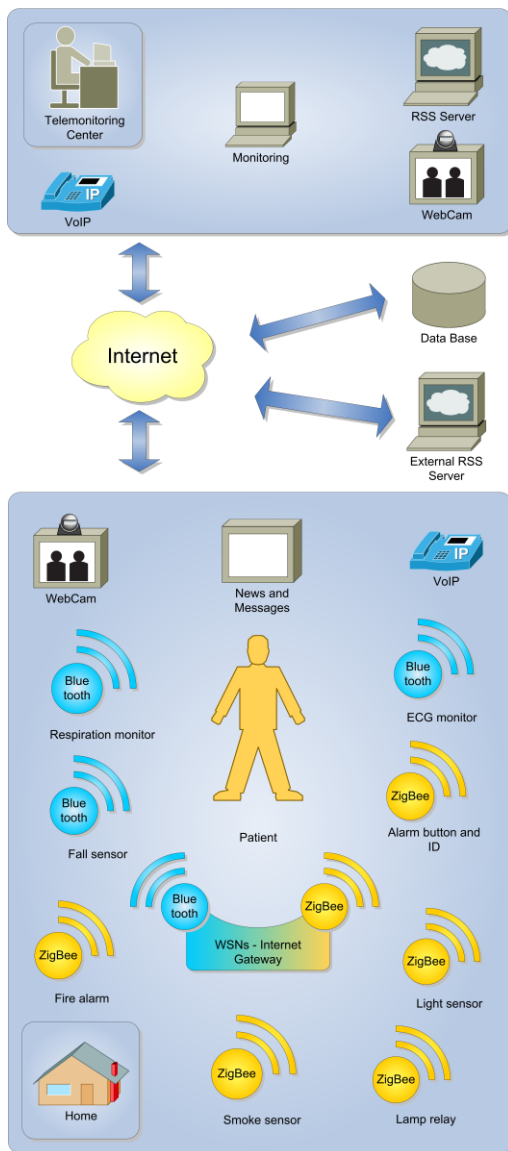 Telemonitoring
Center
RSS Server
Monitoring
IP
VoIP
WebCam
Internet
Data Base
External RSS
Server
WebCam
News and
Messages
IP
VoIP
Blue
tooth
Respiration monitor
Blue
tooth
ECG monitor
Blue
tooth
Fall sensor
Patient
ZigBee
Alarm button and
ID
Blue
tooth
ZigBee
WSNs - Internet
Gateway
ZigBee
Fire alarm
ZigBee
Light sensor
Home
ZigBee
Smoke sensor
ZigBee
Lamp relay